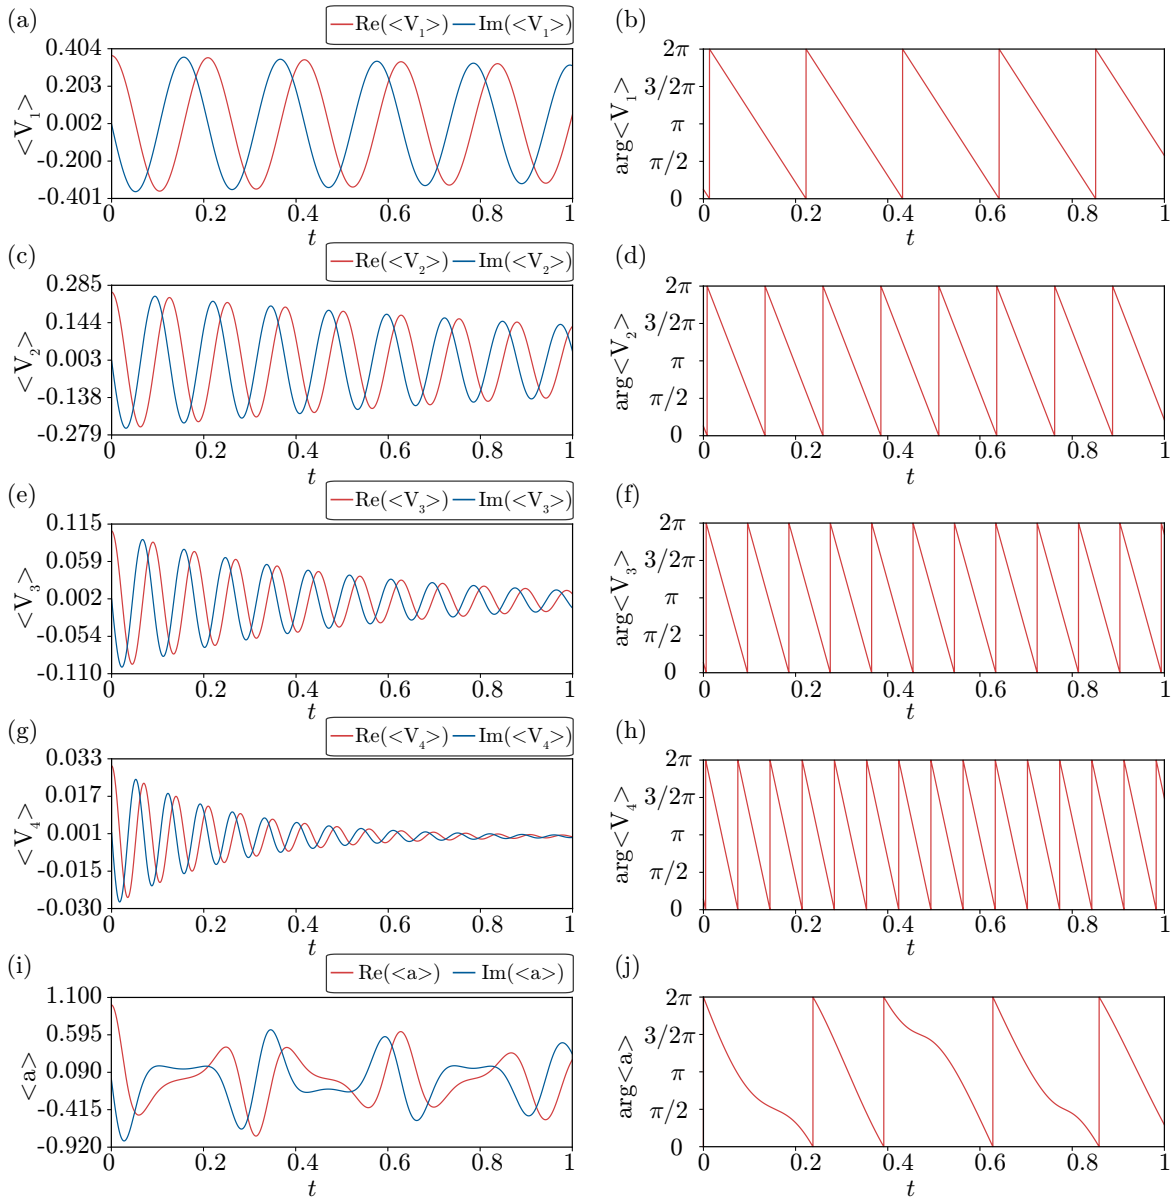 (a) Re(<V₁>) Im(<V₁>) (b)
0.404 2π
0.203 3/2π
0.002 π
-0.200 π/2
-0.401 0
<V₁> arg<V₁>
0 0.2 0.4 0.6 0.8 1 0 0.2 0.4 0.6 0.8 1
t t
(c) Re(<V₂>) Im(<V₂>) (d)
0.285 2π
0.144 3/2π
0.003 π
-0.138 π/2
-0.279 0
<V₂> arg<V₂>
0 0.2 0.4 0.6 0.8 1 0 0.2 0.4 0.6 0.8 1
t t
(e) Re(<V₃>) Im(<V₃>) (f)
0.115 2π
0.059 3/2π
0.002 π
-0.054 π/2
-0.110 0
<V₃> arg<V₃>
0 0.2 0.4 0.6 0.8 1 0 0.2 0.4 0.6 0.8 1
t t
(g) Re(<V₄>) Im(<V₄>) (h)
0.033 2π
0.017 3/2π
0.001 π
-0.015 π/2
-0.030 0
<V₄> arg<V₄>
0 0.2 0.4 0.6 0.8 1 0 0.2 0.4 0.6 0.8 1
t t
(i) Re(<a>) Im(<a>) (j)
1.100 2π
0.595 3/2π
0.090 π
-0.415 π/2
-0.920 0
<a> arg<a>
0 0.2 0.4 0.6 0.8 1 0 0.2 0.4 0.6 0.8 1
t t